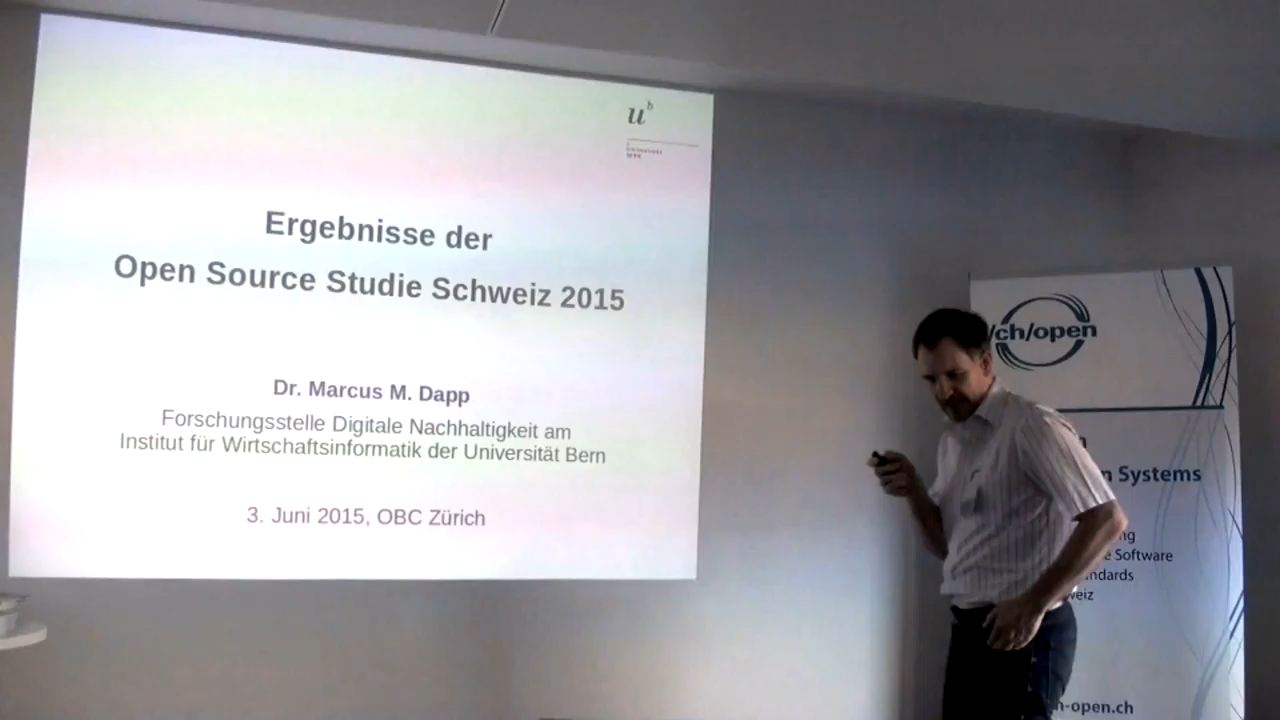 u
b
Ergebnisse der
Open Source Studie Schweiz 2015
Dr. Marcus M. Dapp
Forschungsstelle Digitale Nachhaltigkeit am
Institut für Wirtschaftsinformatik der Universität Bern
3. Juni 2015, OBC Zürich
/ch/open
n Systems
e Software
ndards
weiz
n-open.ch